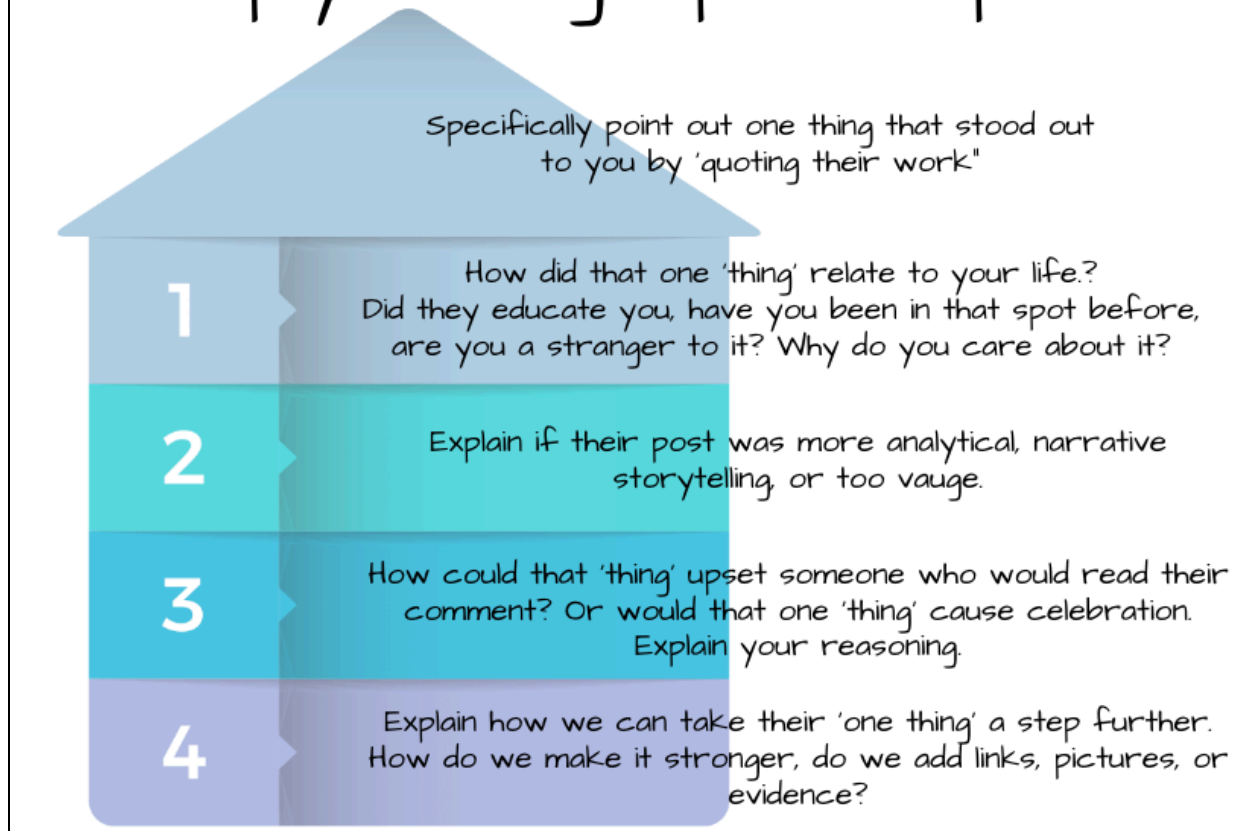 Specifically point out one thing that stood out
to you by 'quoting their work"
1
How did that one 'thing' relate to your life.?
Did they educate you, have you been in that spot before,
are you a stranger to it? Why do you care about it?
2
Explain if their post was more analytical, narrative
storytelling, or too vauge.
3
How could that 'thing' upset someone who would read their
comment? Or would that one 'thing' cause celebration.
Explain your reasoning.
4
Explain how we can take their 'one thing' a step further.
How do we make it stronger, do we add links, pictures, or
evidence?